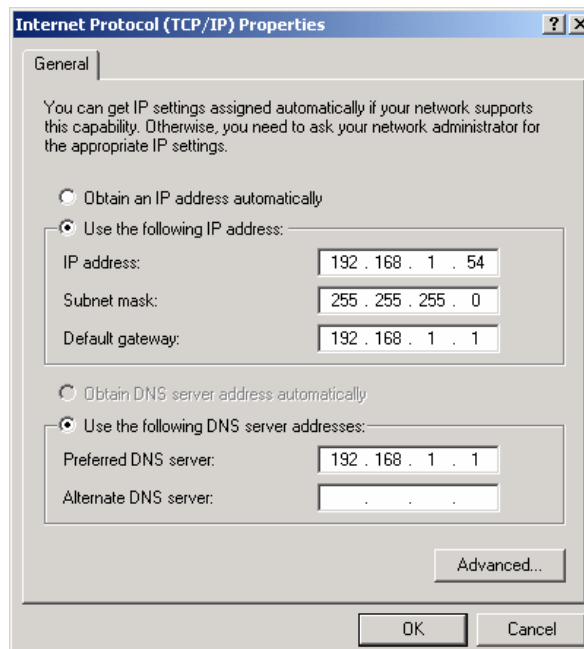 Internet Protocol (TCP/IP) Properties
General
You can get IP settings assigned automatically if your network supports
this capability. Otherwise, you need to ask your network administrator for
the appropriate IP settings.
Obtain an IP address automatically
Use the following IP address:
IP address: 192 . 168 . 1 . 54
Subnet mask: 255 . 255 . 255 . 0
Default gateway: 192 . 168 . 1 . 1
Obtain DNS server address automatically
Use the following DNS server addresses:
Preferred DNS server: 192 . 168 . 1 . 1
Alternate DNS server: . . .
Advanced...
OK Cancel